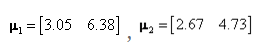 μ₁ = [3.05 6.38] , μ₂ = [2.67 4.73]